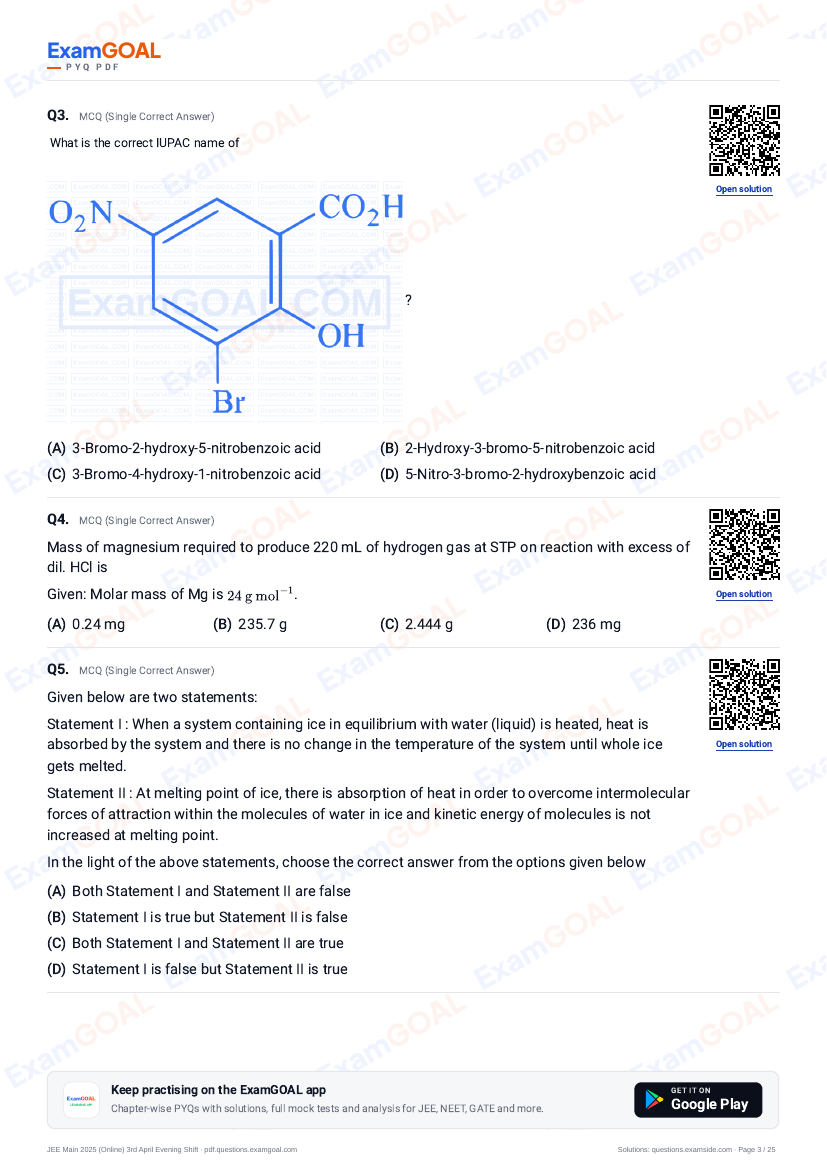 ExamGOAL
PYQ PDF
Q3. MCQ (Single Correct Answer)
What is the correct IUPAC name of
O₂N
CO₂H
ExamGOAL.COM
?
OH
Br
Open solution
(A) 3-Bromo-2-hydroxy-5-nitrobenzoic acid
(B) 2-Hydroxy-3-bromo-5-nitrobenzoic acid
(C) 3-Bromo-4-hydroxy-1-nitrobenzoic acid
(D) 5-Nitro-3-bromo-2-hydroxybenzoic acid
Q4. MCQ (Single Correct Answer)
Mass of magnesium required to produce 220 mL of hydrogen gas at STP on reaction with excess of
dil. HCl is
Given: Molar mass of Mg is 24 g mol⁻¹.
Open solution
(A) 0.24 mg (B) 235.7 g (C) 2.444 g (D) 236 mg
Q5. MCQ (Single Correct Answer)
Given below are two statements:
Statement I : When a system containing ice in equilibrium with water (liquid) is heated, heat is
absorbed by the system and there is no change in the temperature of the system until whole ice
gets melted.
Open solution
Statement II : At melting point of ice, there is absorption of heat in order to overcome intermolecular
forces of attraction within the molecules of water in ice and kinetic energy of molecules is not
increased at melting point.
In the light of the above statements, choose the correct answer from the options given below
(A) Both Statement I and Statement II are false
(B) Statement I is true but Statement II is false
(C) Both Statement I and Statement II are true
(D) Statement I is false but Statement II is true
ExamGOAL
Keep practising on the ExamGOAL app
Chapter-wise PYQs with solutions, full mock tests and analysis for JEE, NEET, GATE and more.
GET IT ON
Google Play
JEE Main 2025 (Online) 3rd April Evening Shift · pdf.questions.examgoal.com
Solutions: questions.examside.com · Page 3 / 25